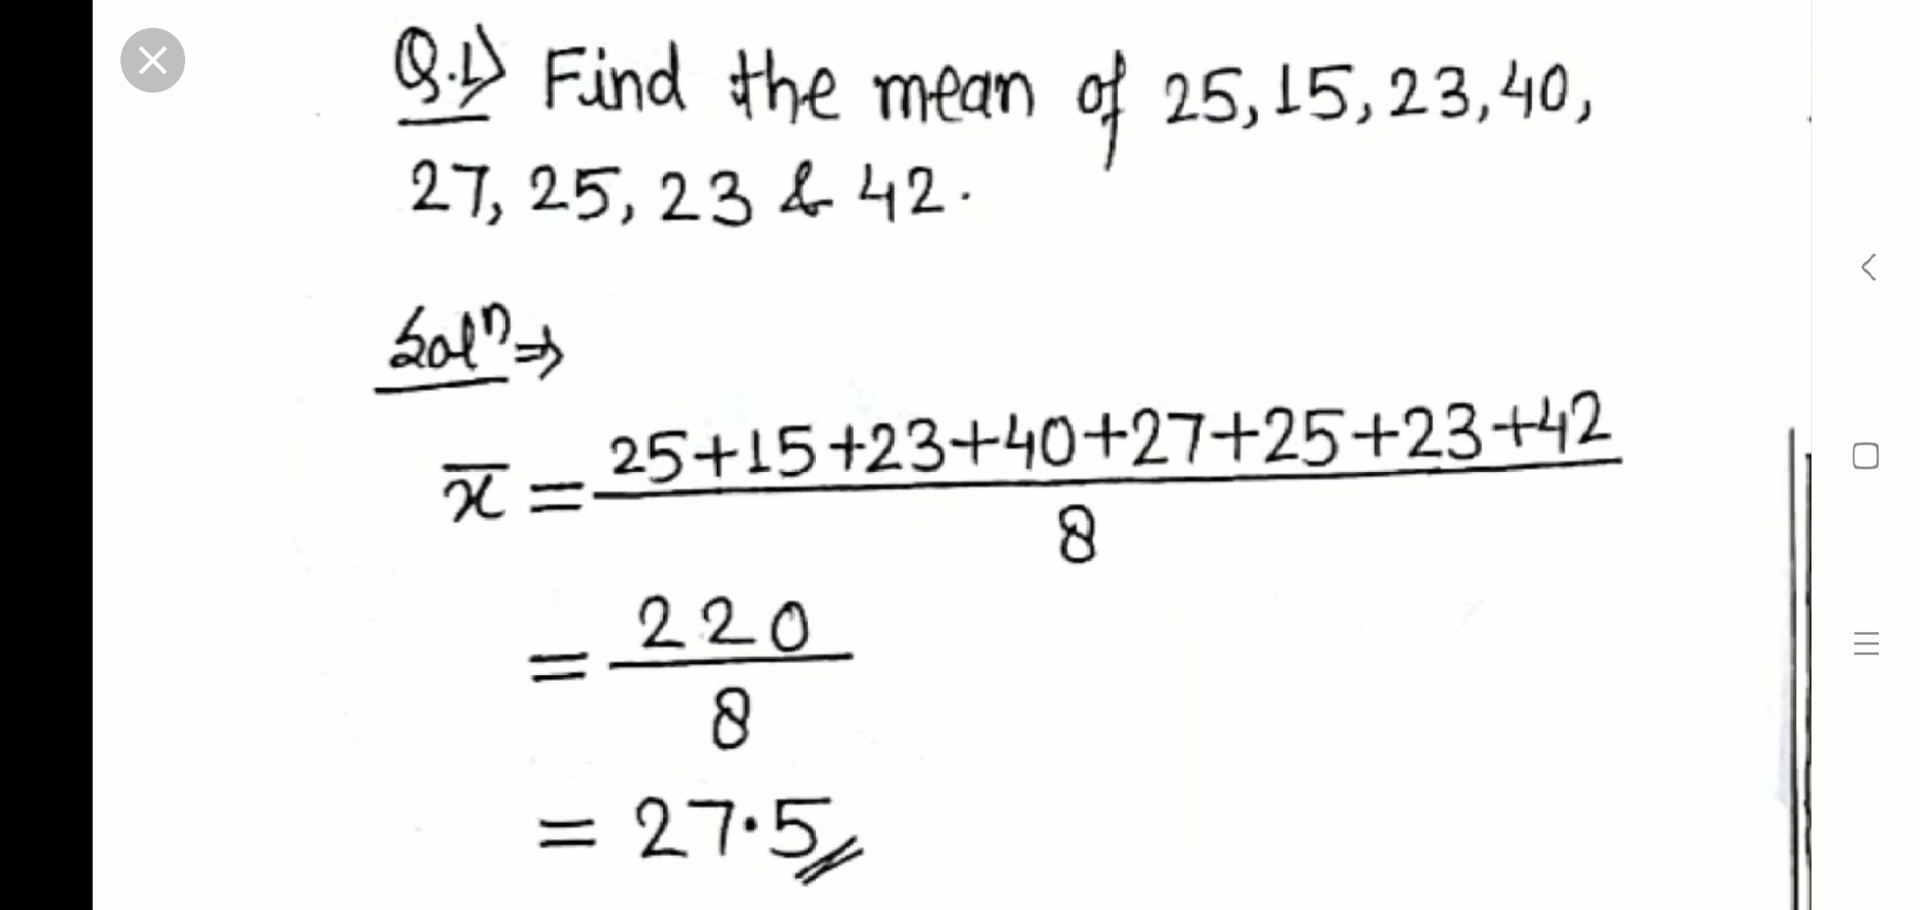 Q.1) Find the mean of 25, 15, 23, 40,
27, 25, 23 & 42.
Solⁿ⇒
x̄ = 25+15+23+40+27+25+23+42
8
= 220
8
= 27.5